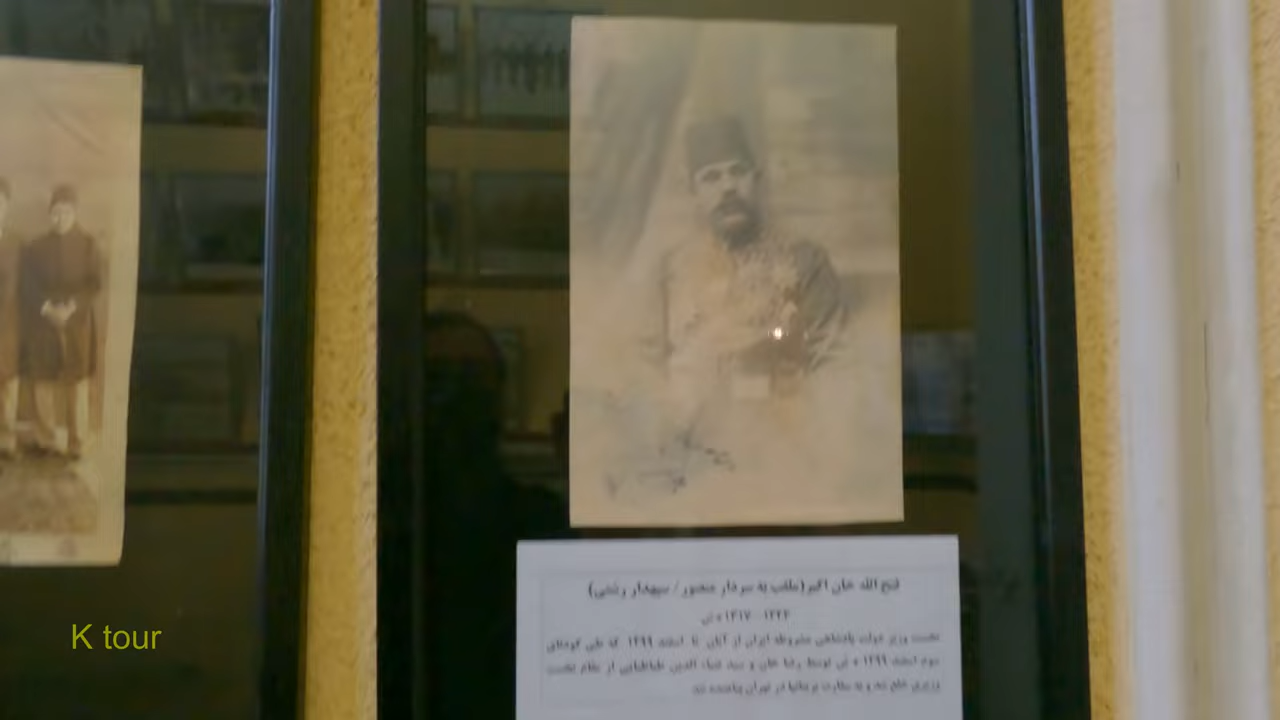 فتح الله خان اکبر(ملقب به سردار منصور / سپهدار رشتی)
۱۲۳۴ - ۱۳۱۷ ه ش
نخست وزیر دولت پادشاهی مشروطه ایران از آبان تا اسفند ۱۲۹۹ که طی کودتای
سوم اسفند ۱۲۹۹ ه ش توسط رضا خان و سید ضیاء الدین طباطبایی از مقام نخست
وزیری خلع شد و به سفارت بریتانیا در تهران پناهنده شد
K tour